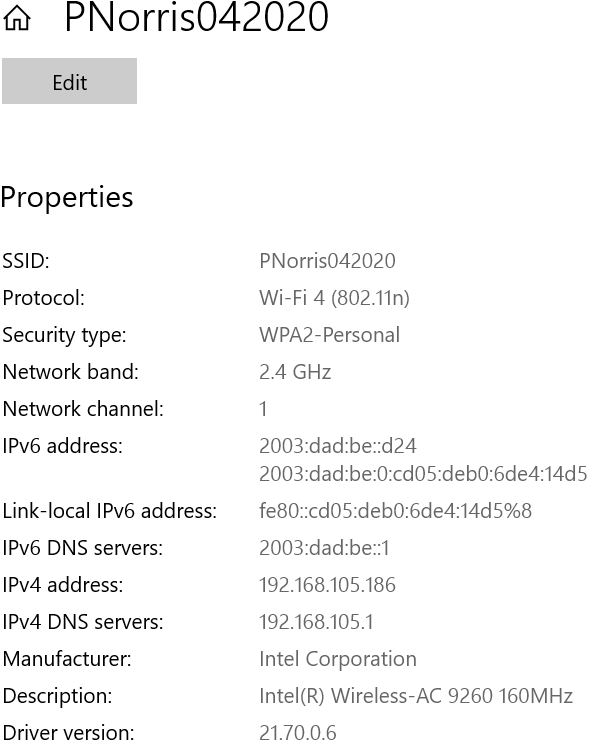 PNorris042020
Edit
Properties
SSID: PNorris042020
Protocol: Wi-Fi 4 (802.11n)
Security type: WPA2-Personal
Network band: 2.4 GHz
Network channel: 1
IPv6 address: 2003:dad:be::d24
2003:dad:be:0:cd05:deb0:6de4:14d5
Link-local IPv6 address: fe80::cd05:deb0:6de4:14d5%8
IPv6 DNS servers: 2003:dad:be::1
IPv4 address: 192.168.105.186
IPv4 DNS servers: 192.168.105.1
Manufacturer: Intel Corporation
Description: Intel(R) Wireless-AC 9260 160MHz
Driver version: 21.70.0.6